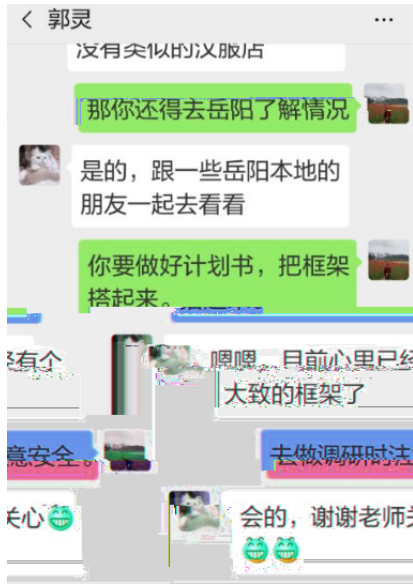 郭灵
没有类似的汉服店
那你还得去岳阳了解情况
是的，跟一些岳阳本地的
朋友一起去看看
你要做好计划书，把框架
搭起来。
有个
嗯嗯，目前心里已经
大致的框架了
意安全。
去做调研时注
关心
会的，谢谢老师关